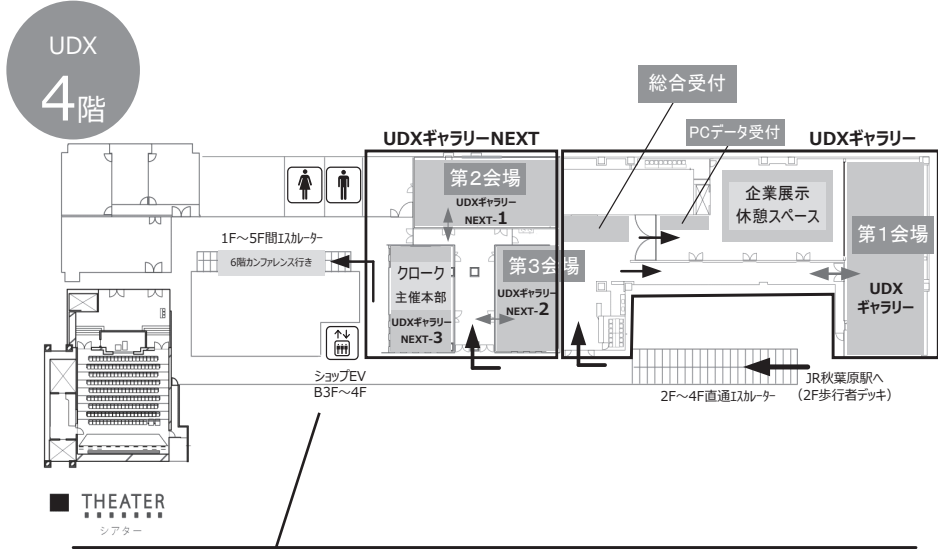 UDX
4階
総合受付
PCデータ受付
UDXギャラリーNEXT
UDXギャラリー
第2会場
UDXギャラリー
NEXT-1
企業展示
休憩スペース
第1会場
UDX
ギャラリー
1F～5F間エスカレーター
6階カンファレンス行き
クローク
主催本部
UDXギャラリー
NEXT-3
第3会場
UDXギャラリー
NEXT-2
ショップEV
B3F～4F
2F～4F直通エスカレーター
JR秋葉原駅へ
（2F歩行者デッキ）
THEATER
シアター